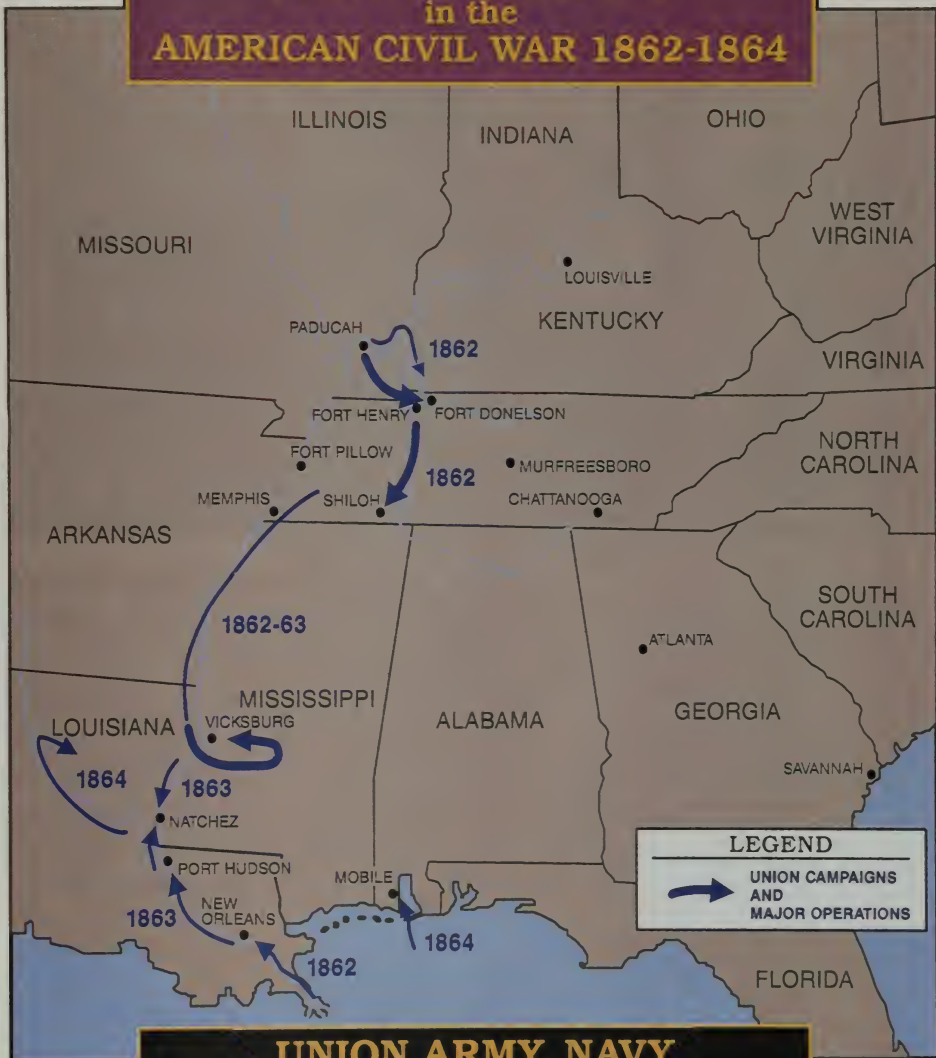 in the
AMERICAN CIVIL WAR 1862-1864
ILLINOIS
INDIANA
OHIO
WEST
VIRGINIA
MISSOURI
LOUISVILLE
KENTUCKY
PADUCAH
1862
VIRGINIA
FORT HENRY
FORT DONELSON
NORTH
CAROLINA
FORT PILLOW
1862
MURFREESBORO
MEMPHIS
SHILOH
CHATTANOOGA
ARKANSAS
SOUTH
CAROLINA
1862-63
ATLANTA
MISSISSIPPI
LOUISIANA
VICKSBURG
ALABAMA
GEORGIA
1864
1863
SAVANNAH
NATCHEZ
LEGEND
UNION CAMPAIGNS
AND
MAJOR OPERATIONS
PORT HUDSON
MOBILE
1863
NEW
ORLEANS
1864
1862
FLORIDA
UNION ARMY, NAVY